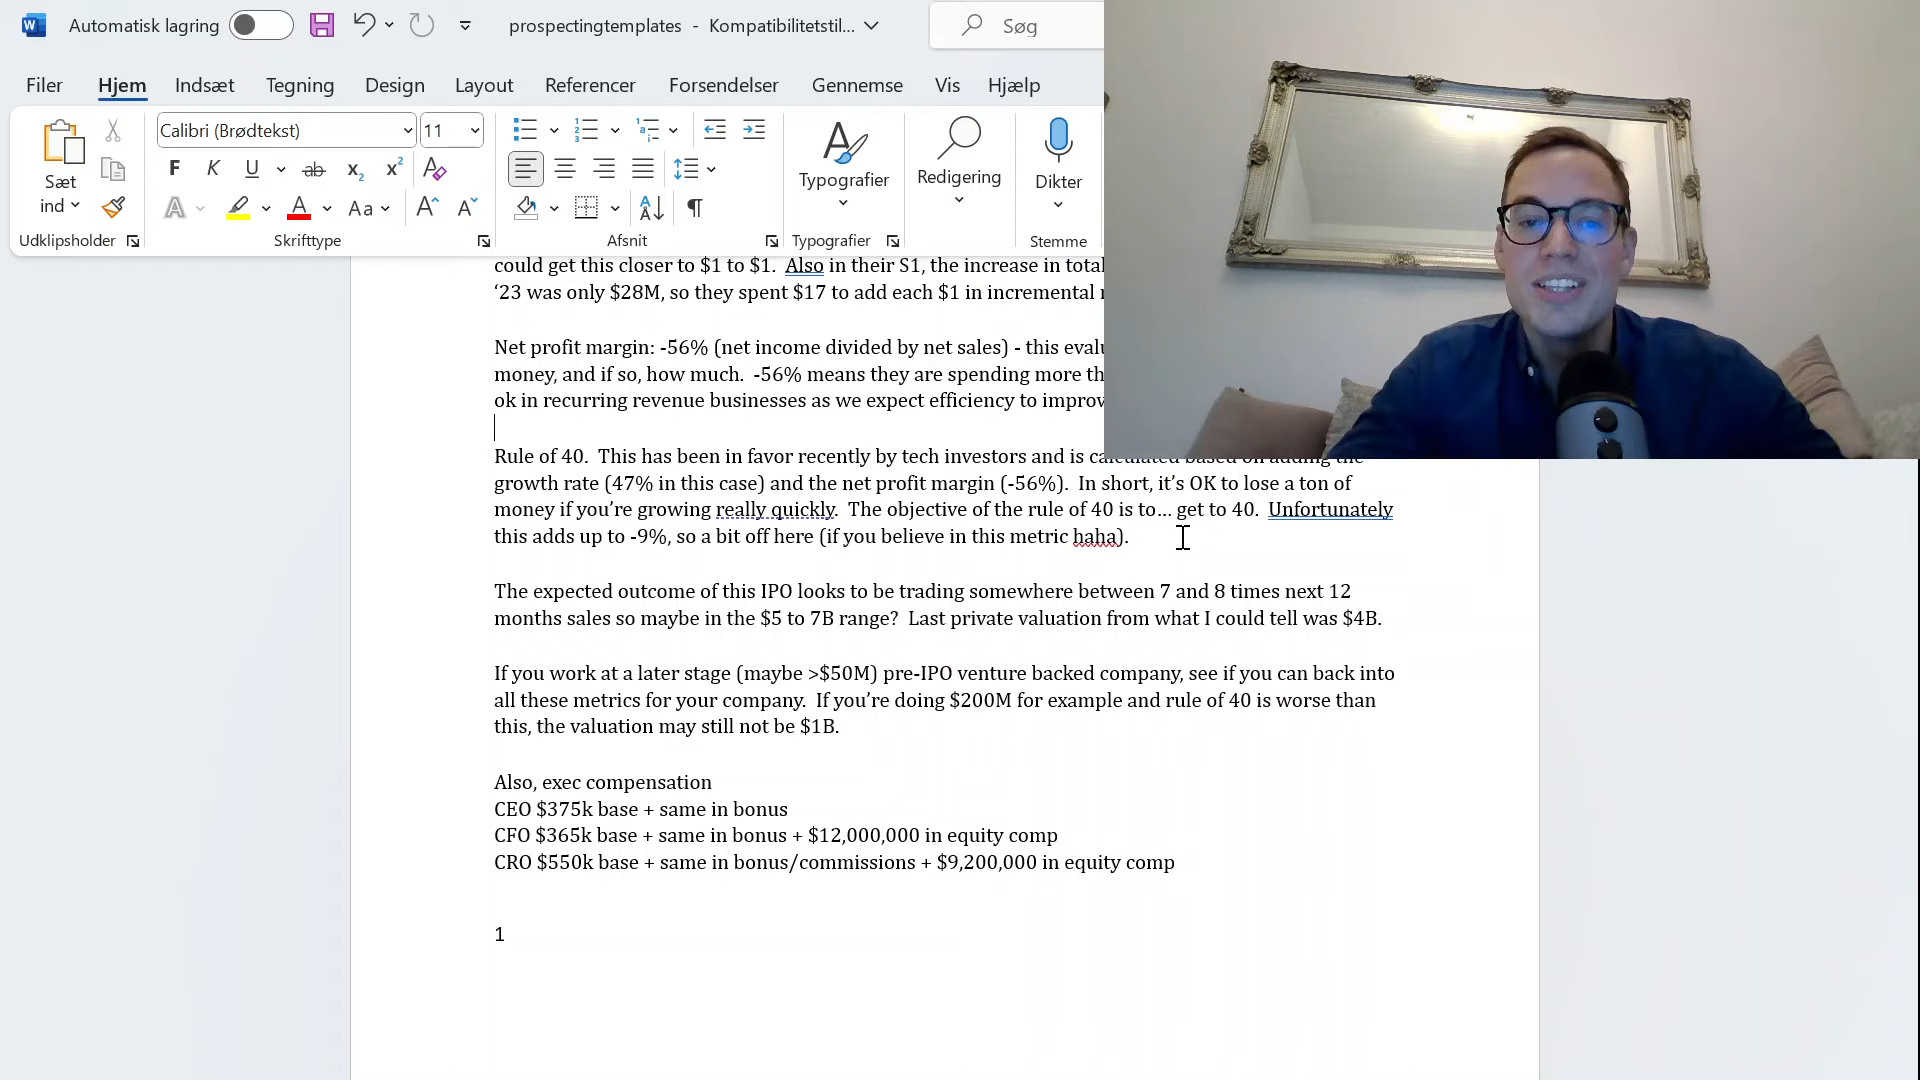 Automatisk lagring
prospectingtemplates - Kompatibilitetstil...
Søg
Filer Hjem Indsæt Tegning Design Layout Referencer Forsendelser Gennemse Vis Hjælp
Sæt
ind
Calibri (Brødtekst) 11
F K U ab x₂ x² A
A A Aa A A
Typografier
Redigering
Dikter
Udklipsholder Skrifttype Afsnit Typografier Stemme
could get this closer to $1 to $1.  Also in their S1, the increase in total
‘23 was only $28M, so they spent $17 to add each $1 in incremental
Net profit margin: -56% (net income divided by net sales) - this
money, and if so, how much.  -56% means they are spending more
ok in recurring revenue businesses as we expect efficiency to
Rule of 40.  This has been in favor recently by tech investors and is calculated based on adding the
growth rate (47% in this case) and the net profit margin (-56%).  In short, it’s OK to lose a ton of
money if you’re growing really quickly.  The objective of the rule of 40 is to... get to 40.  Unfortunately
this adds up to -9%, so a bit off here (if you believe in this metric haha).
The expected outcome of this IPO looks to be trading somewhere between 7 and 8 times next 12
months sales so maybe in the $5 to 7B range?  Last private valuation from what I could tell was $4B.
If you work at a later stage (maybe >$50M) pre-IPO venture backed company, see if you can back into
all these metrics for your company.  If you’re doing $200M for example and rule of 40 is worse than
this, the valuation may still not be $1B.
Also, exec compensation
CEO $375k base + same in bonus
CFO $365k base + same in bonus + $12,000,000 in equity comp
CRO $550k base + same in bonus/commissions + $9,200,000 in equity comp
1